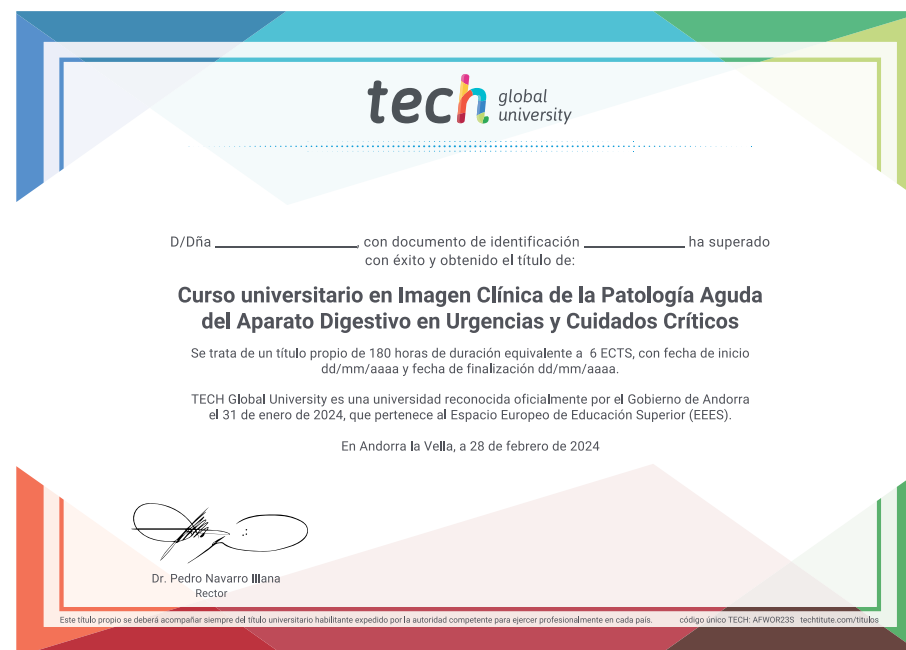 tech global university
D/Dña ____________, con documento de identificación ____________ ha superado
con éxito y obtenido el título de:
Curso universitario en Imagen Clínica de la Patología Aguda
del Aparato Digestivo en Urgencias y Cuidados Críticos
Se trata de un título propio de 180 horas de duración equivalente a 6 ECTS, con fecha de inicio
dd/mm/aaaa y fecha de finalización dd/mm/aaaa.
TECH Global University es una universidad reconocida oficialmente por el Gobierno de Andorra
el 31 de enero de 2024, que pertenece al Espacio Europeo de Educación Superior (EEES).
En Andorra la Vella, a 28 de febrero de 2024
Dr. Pedro Navarro Illana
Rector
Este título propio se deberá acompañar siempre del título universitario habilitante expedido por la autoridad competente para ejercer profesionalmente en cada país. código único TECH: AFWOR23S techtitute.com/titulos